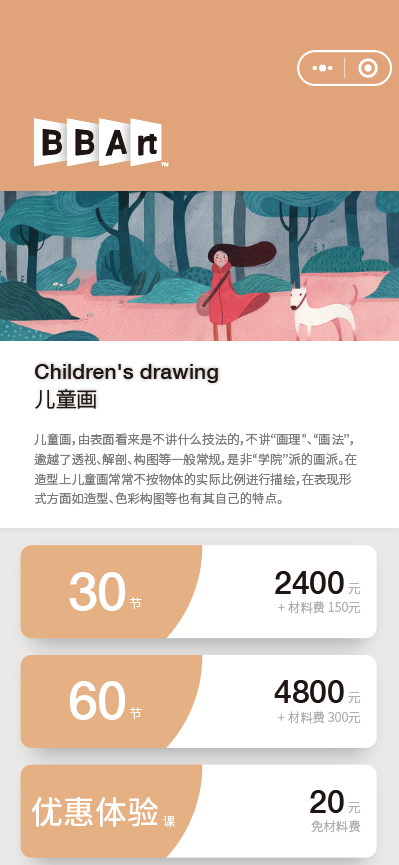 BBArt™
Children's drawing
儿童画
儿童画，由表面看来是不讲什么技法的，不讲“画理”、“画法”，
逾越了透视、解剖、构图等一般常规，是非“学院”派的画派。在
造型上儿童画常常不按物体的实际比例进行描绘，在表现形
式方面如造型、色彩构图等也有其自己的特点。
30 节
2400 元
+ 材料费 150元
60 节
4800 元
+ 材料费 300元
优惠体验 课
20 元
免材料费